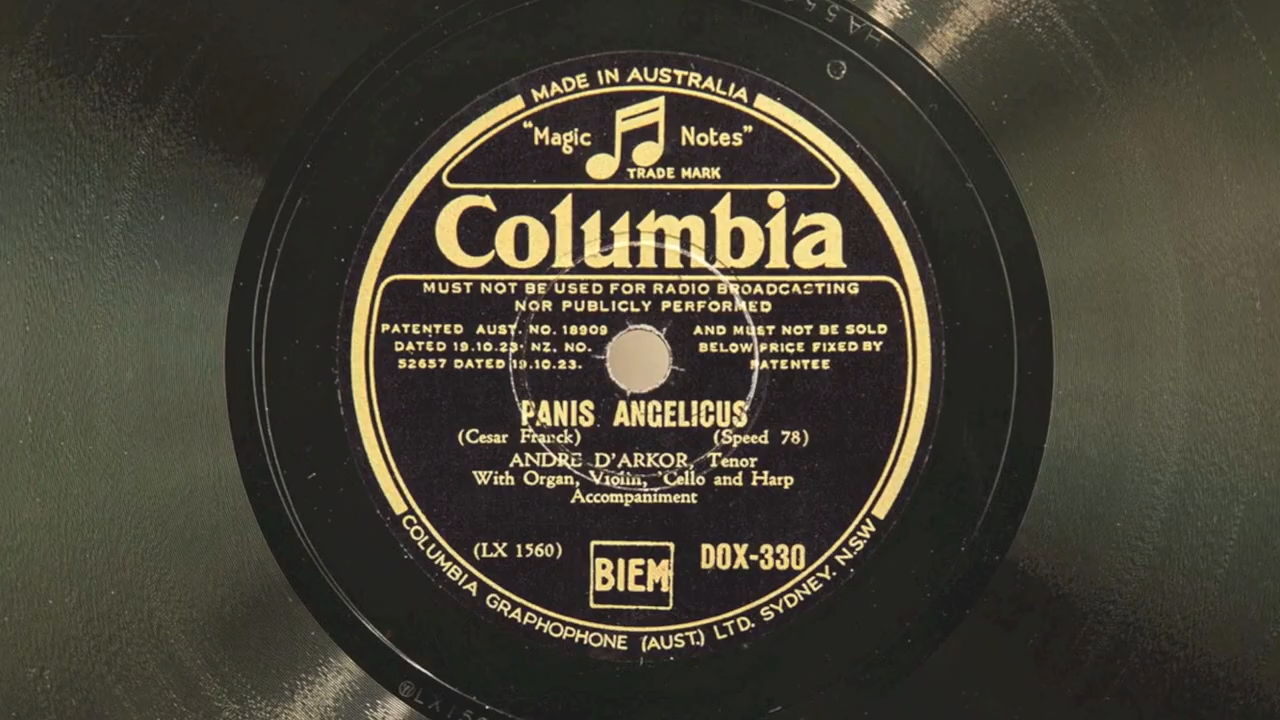 MADE IN AUSTRALIA
"Magic Notes"
TRADE MARK
Columbia
MUST NOT BE USED FOR RADIO BROADCASTING
NOR PUBLICLY PERFORMED
PATENTED AUST. NO. 18909
DATED 19.10.23. NZ. NO.
52657 DATED 19.10.23.
AND MUST NOT BE SOLD
BELOW PRICE FIXED BY
PATENTEE
PANIS ANGELICUS
(Cesar Franck) (Speed 78)
ANDRE D'ARKOR, Tenor
With Organ, Violin, 'Cello and Harp
Accompaniment
(LX 1560)
BIEM
DOX-330
COLUMBIA GRAPHOPHONE (AUST.) LTD. SYDNEY. N.S.W